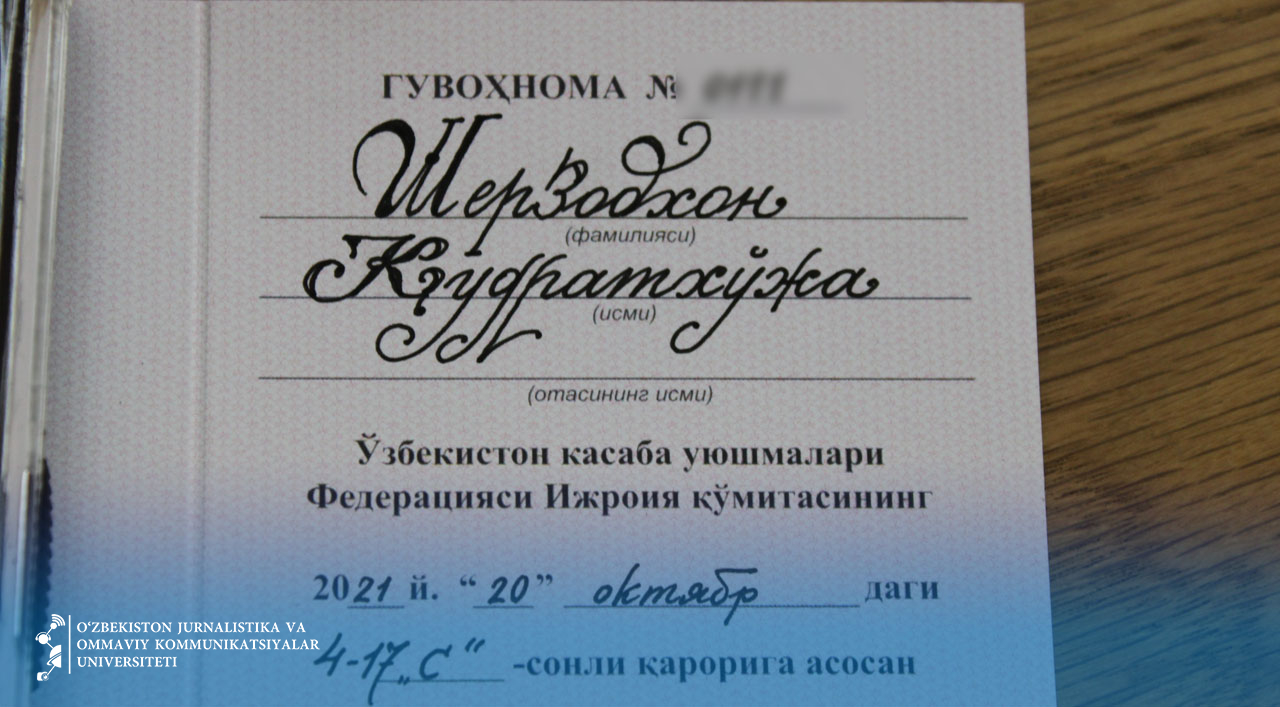 ГУВОҲНОМА №
Шерзодхон
(фамилияси)
Қудратхўжа
(исми)
(отасининг исми)
Ўзбекистон касаба уюшмалари
Федерацияси Ижроия қўмитасининг
2021 й. “20” октябр даги
4-17 „С“ -сонли қарорига асосан
O‘ZBEKISTON JURNALISTIKA VA
OMMAVIY KOMMUNIKATSIYALAR
UNIVERSITETI